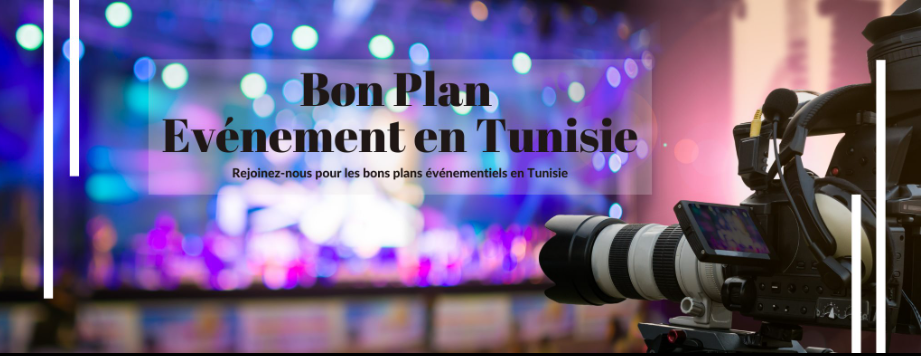 Bon Plan
Evénement en Tunisie
Rejoinez-nous pour les bons plans événementiels en Tunisie